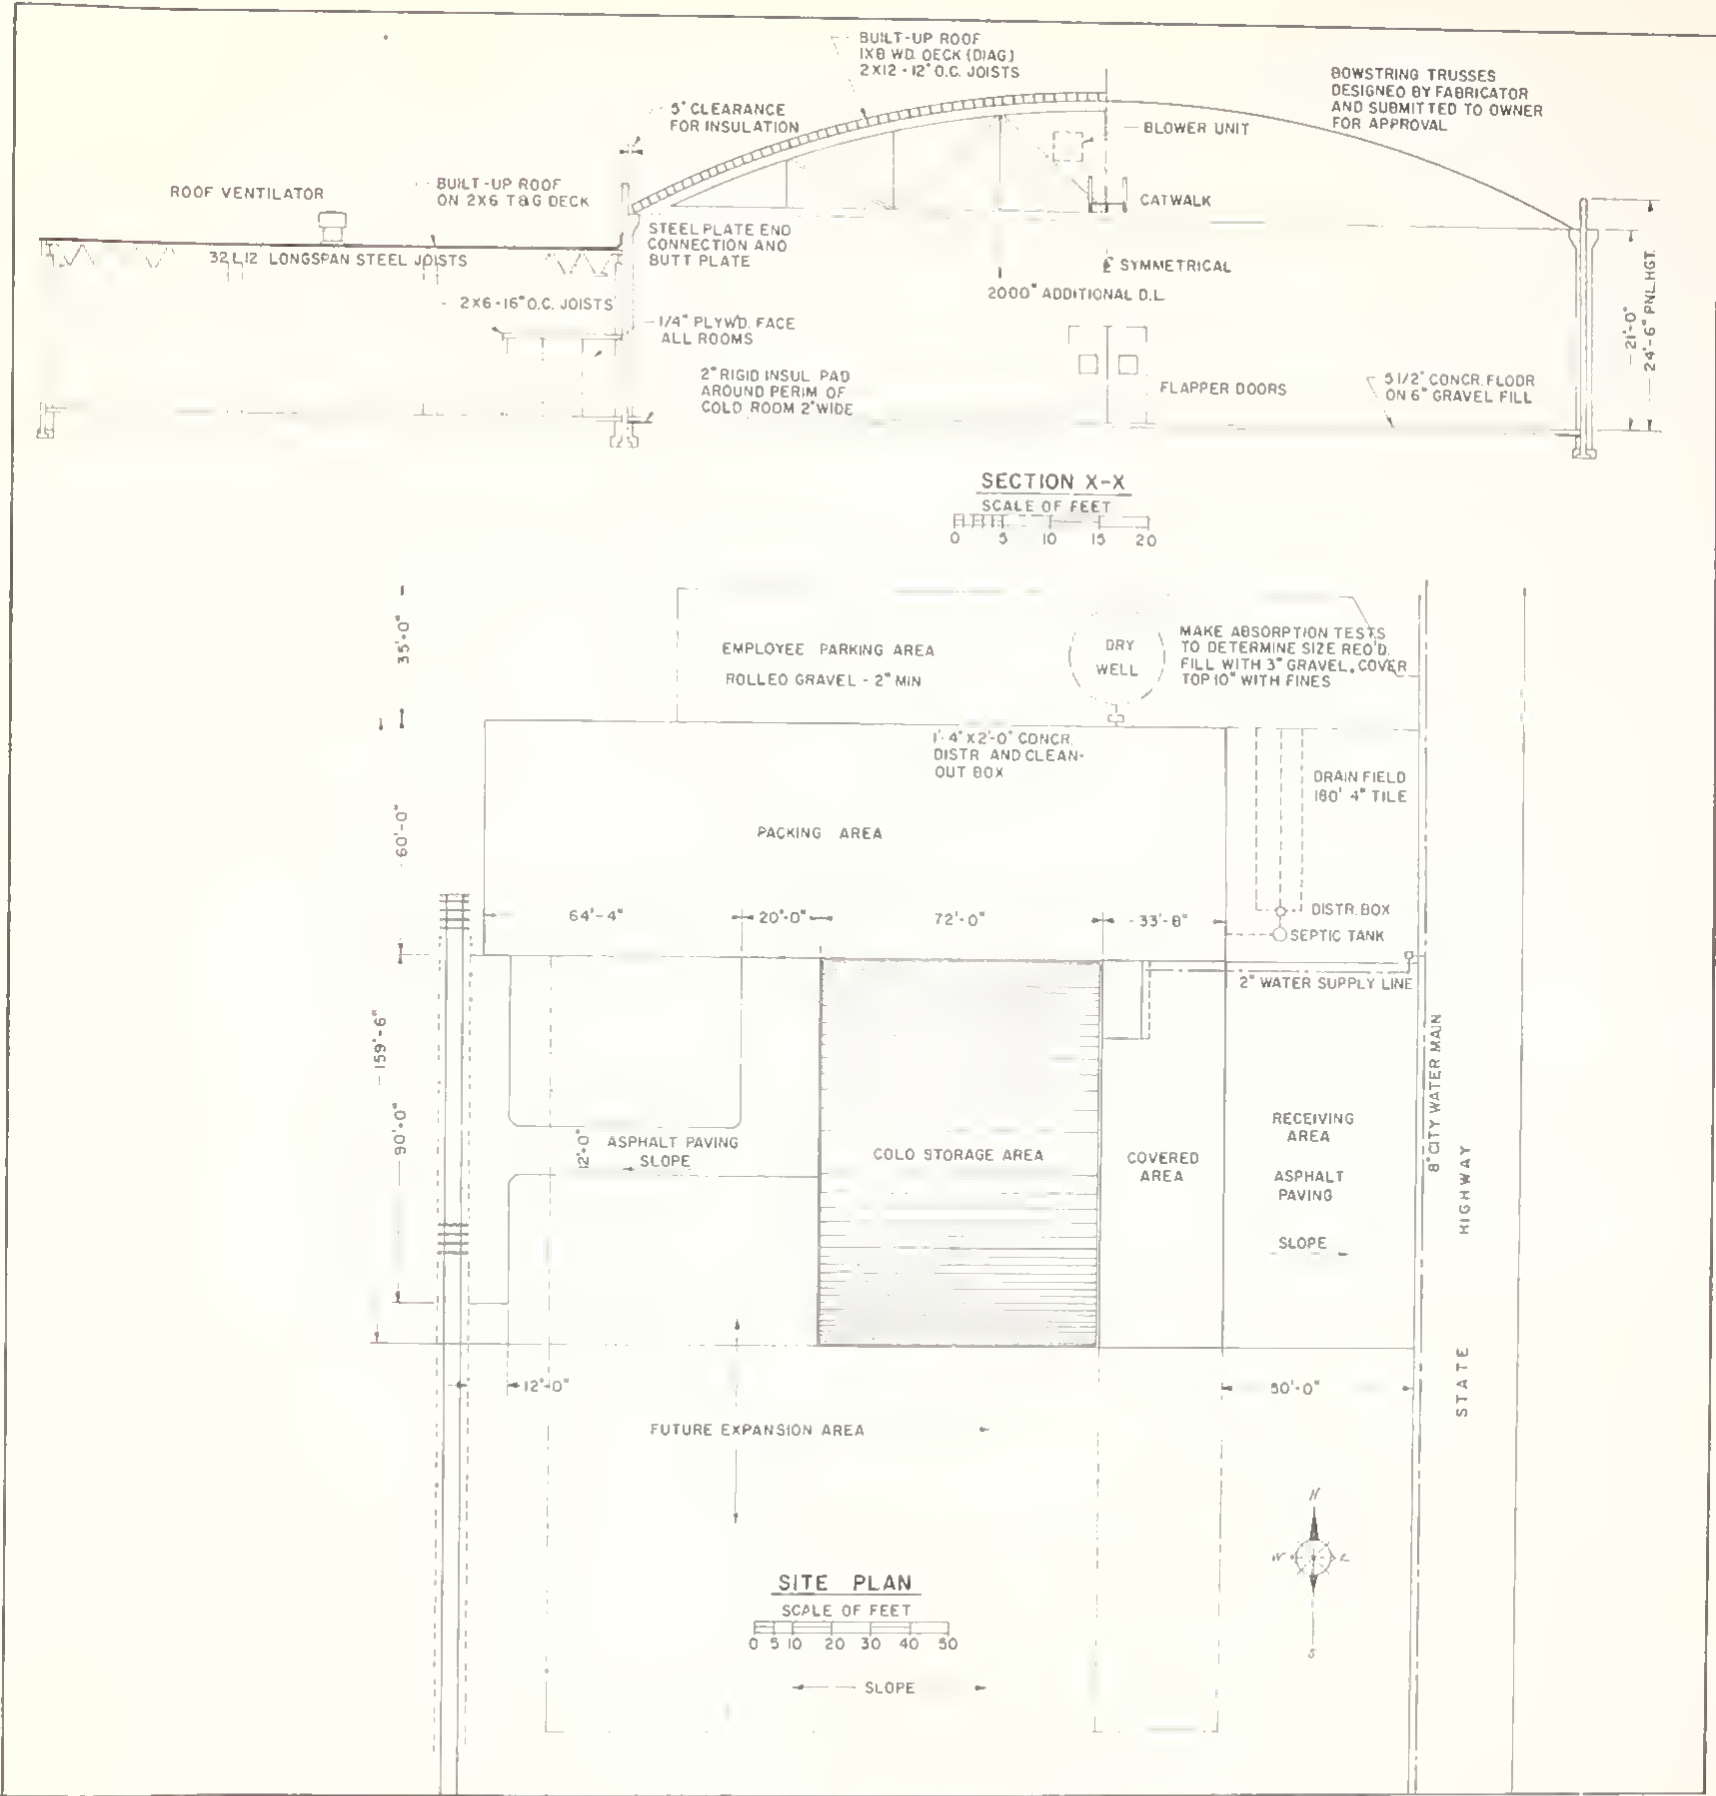 BUILT-UP ROOF
1X8 WD. DECK (DIAG)
2X12 - 12" O.C. JOISTS
BOWSTRING TRUSSES
DESIGNED BY FABRICATOR
AND SUBMITTED TO OWNER
FOR APPROVAL
5" CLEARANCE
FOR INSULATION
BLOWER UNIT
ROOF VENTILATOR
BUILT-UP ROOF
ON 2X6 T&G DECK
CATWALK
STEEL PLATE END
CONNECTION AND
BUTT PLATE
32 L 12 LONGSPAN STEEL JOISTS
℄ SYMMETRICAL
2000# ADDITIONAL D.L.
2X6-16" O.C. JOISTS
1/4" PLYWD. FACE
ALL ROOMS
21'-0"
24'-6" PNL.HGT.
2" RIGID INSUL PAD
AROUND PERIM OF
COLD ROOM 2' WIDE
FLAPPER DOORS
5 1/2" CONCR. FLOOR
ON 6" GRAVEL FILL
SECTION X-X
SCALE OF FEET
0 5 10 15 20
35'-0"
EMPLOYEE PARKING AREA
ROLLED GRAVEL - 2" MIN
DRY
WELL
MAKE ABSORPTION TESTS
TO DETERMINE SIZE REQ'D.
FILL WITH 3" GRAVEL, COVER
TOP 10" WITH FINES
1'-4" X 2'-0" CONCR.
DISTR AND CLEAN-
OUT BOX
DRAIN FIELD
180' 4" TILE
60'-0"
PACKING AREA
64'-4"
20'-0"
72'-0"
33'-8"
DISTR. BOX
SEPTIC TANK
2" WATER SUPPLY LINE
159'-6"
90'-0"
12'-0"
ASPHALT PAVING
SLOPE
COLD STORAGE AREA
COVERED
AREA
RECEIVING
AREA
ASPHALT
PAVING
SLOPE
8" CITY WATER MAIN
STATE HIGHWAY
12'-0"
50'-0"
FUTURE EXPANSION AREA
N
W E
S
SITE PLAN
SCALE OF FEET
0 5 10 20 30 40 50
SLOPE